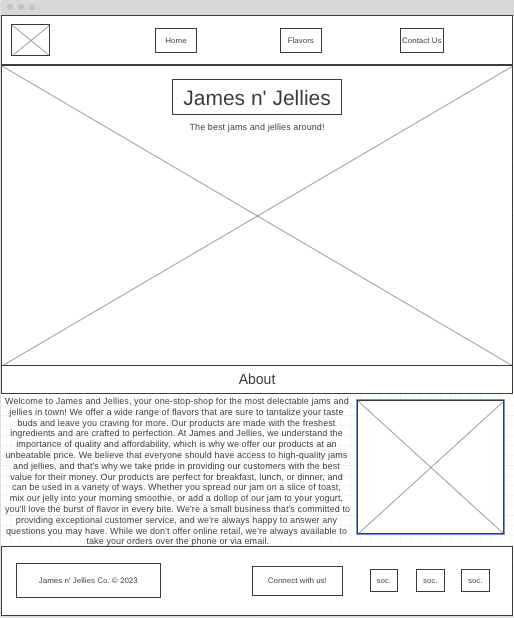 Home
Flavors
Contact Us
James n' Jellies
The best jams and jellies around!
About
Welcome to James and Jellies, your one-stop-shop for the most delectable jams and
jellies in town! We offer a wide range of flavors that are sure to tantalize your taste
buds and leave you craving for more. Our products are made with the freshest
ingredients and are crafted to perfection. At James and Jellies, we understand the
importance of quality and affordability, which is why we offer our products at an
unbeatable price. We believe that everyone should have access to high-quality jams
and jellies, and that's why we take pride in providing our customers with the best
value for their money. Our products are perfect for breakfast, lunch, or dinner, and
can be used in a variety of ways. Whether you spread our jam on a slice of toast,
mix our jelly into your morning smoothie, or add a dollop of our jam to your yogurt,
you'll love the burst of flavor in every bite. We're a small business that's committed to
providing exceptional customer service, and we're always happy to answer any
questions you may have. While we don't offer online retail, we're always available to
take your orders over the phone or via email.
James n' Jellies Co. © 2023
Connect with us!
soc.
soc.
soc.